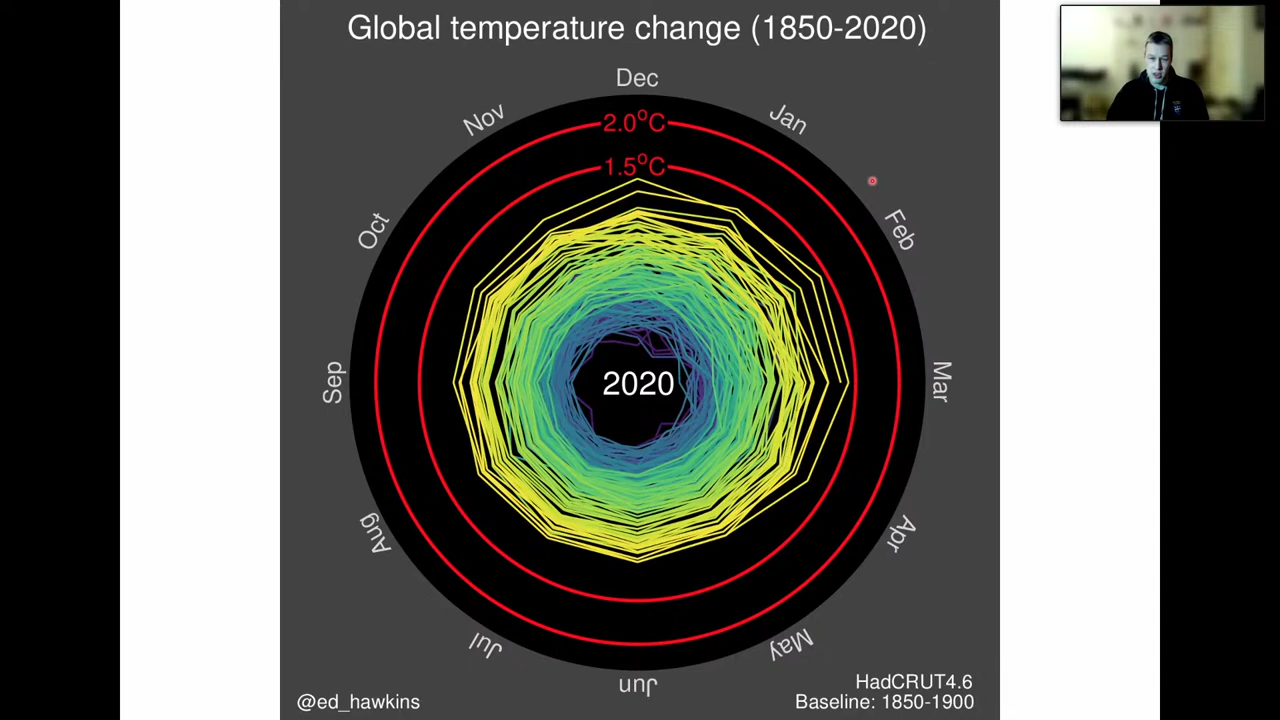 Global temperature change (1850-2020)
Dec
Nov
Jan
2.0°C
1.5°C
Oct
Feb
Sep
2020
Mar
Aug
Apr
Jul
May
Jun
HadCRUT4.6
@ed_hawkins
Baseline: 1850-1900